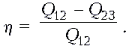 η = (Q₁₂ − Q₂₃) / Q₁₂ .